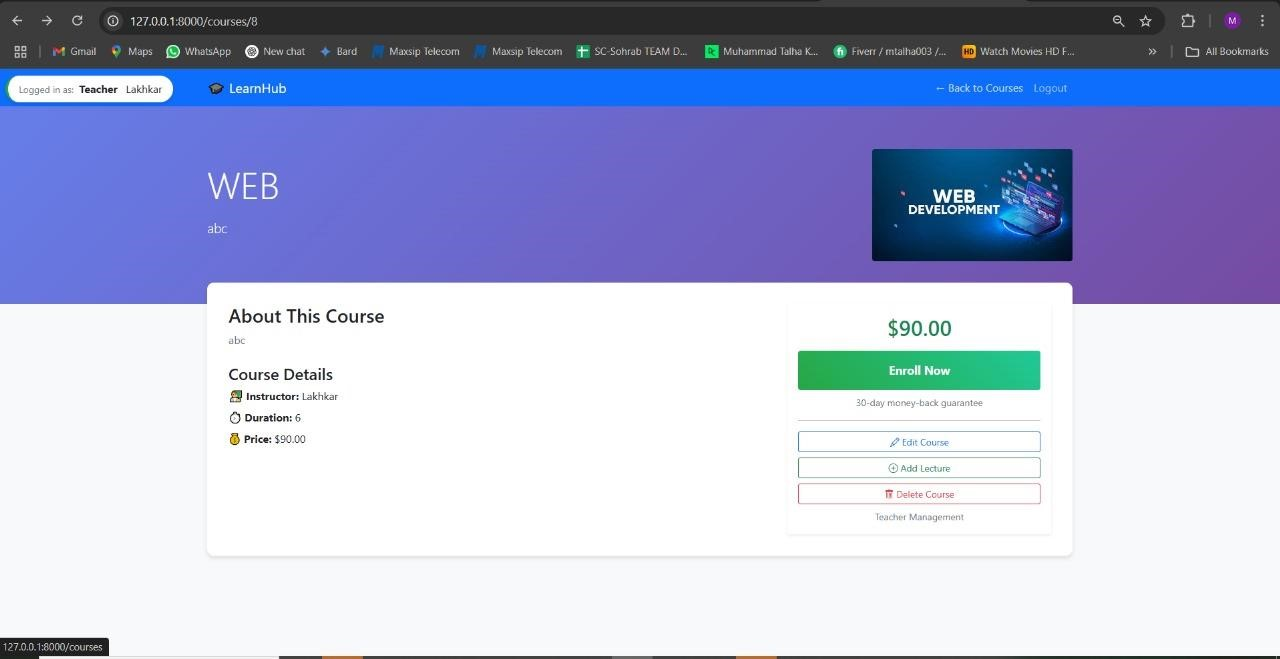 127.0.0.1:8000/courses/8
M
Gmail Maps WhatsApp New chat Bard Maxsip Telecom Maxsip Telecom SC-Sohrab TEAM D... Muhammad Talha K... Fiverr / mtalha003 /... HD Watch Movies HD F... » All Bookmarks
Logged in as: Teacher Lakhkar
LearnHub
← Back to Courses Logout
WEB
abc
WEB
DEVELOPMENT
About This Course
abc
Course Details
Instructor: Lakhkar
Duration: 6
Price: $90.00
$90.00
Enroll Now
30-day money-back guarantee
Edit Course
Add Lecture
Delete Course
Teacher Management
127.0.0.1:8000/courses